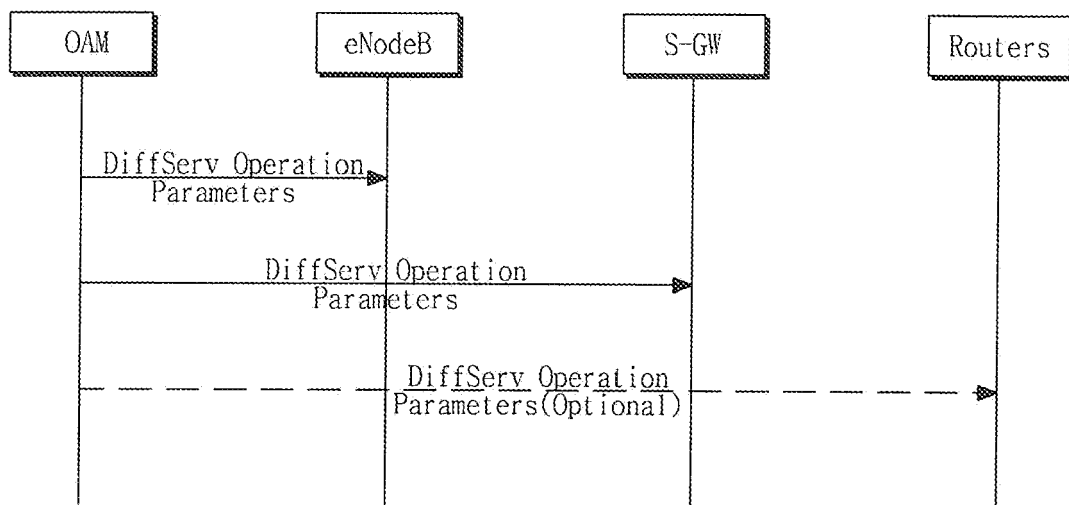 OAM
eNodeB
S-GW
Routers
DiffServ Operation
Parameters
DiffServ Operation
Parameters
DiffServ Operation
Parameters(Optional)